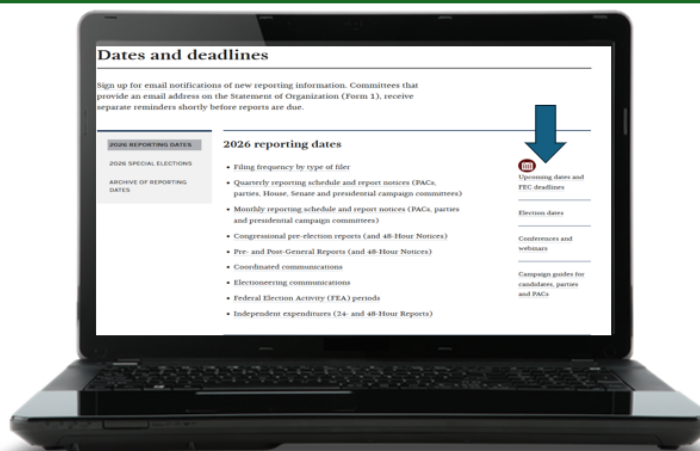 Dates and deadlines
Sign up for email notifications of new reporting information. Committees that
provide an email address on the Statement of Organization (Form 1), receive
separate reminders shortly before reports are due.
2026 REPORTING DATES
2026 SPECIAL ELECTIONS
ARCHIVE OF REPORTING
DATES
2026 reporting dates
• Filing frequency by type of filer
• Quarterly reporting schedule and report notices (PACs,
parties, House, Senate and presidential campaign committees)
• Monthly reporting schedule and report notices (PACs, parties
and presidential campaign committees)
• Congressional pre-election reports (and 48-Hour Notices)
• Pre- and Post-General Reports (and 48-Hour Notices)
• Coordinated communications
• Electioneering communications
• Federal Election Activity (FEA) periods
• Independent expenditures (24- and 48-Hour Reports)
Upcoming dates and
FEC deadlines
Election dates
Conferences and
webinars
Campaign guides for
candidates, parties
and PACs